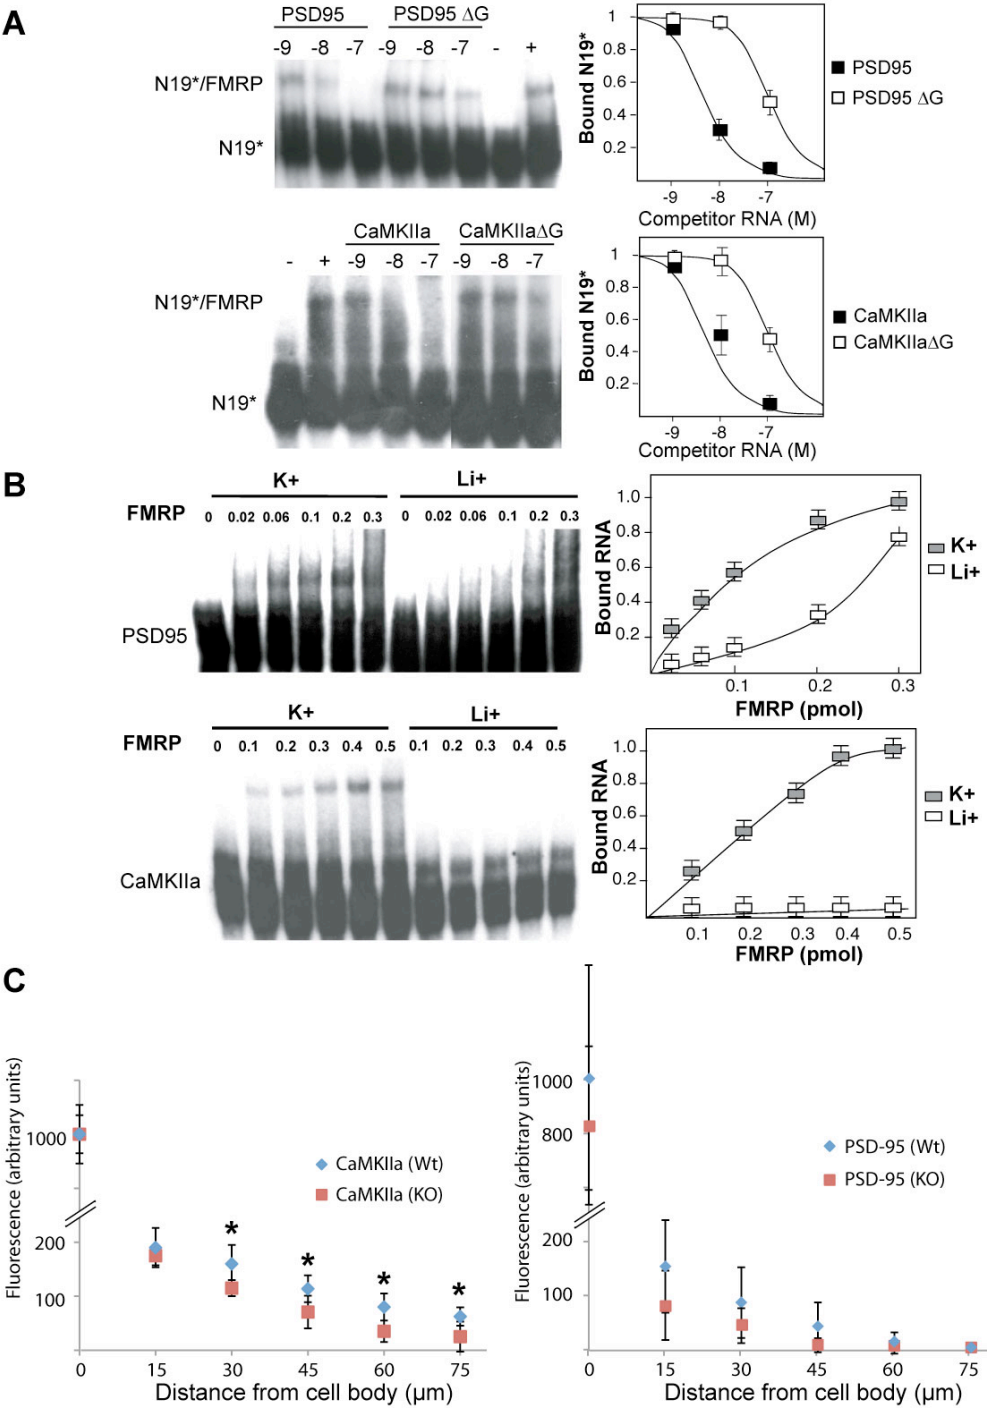 A
PSD95 PSD95 ΔG
-9 -8 -7 -9 -8 -7 - +
N19*/FMRP
N19*
Bound N19*
1
0.8
0.6
0.4
0.2
-9 -8 -7
Competitor RNA (M)
PSD95
PSD95 ΔG
CaMKIIa CaMKIIaΔG
- + -9 -8 -7 -9 -8 -7
N19*/FMRP
N19*
Bound N19*
1
0.8
0.6
0.4
0.2
-9 -8 -7
Competitor RNA (M)
CaMKIIa
CaMKIIaΔG
B
K+ Li+
FMRP 0 0.02 0.06 0.1 0.2 0.3 0 0.02 0.06 0.1 0.2 0.3
PSD95
Bound RNA
1.0
0.8
0.6
0.4
0.2
0.1 0.2 0.3
FMRP (pmol)
K+
Li+
K+ Li+
FMRP 0 0.1 0.2 0.3 0.4 0.5 0.1 0.2 0.3 0.4 0.5
CaMKIIa
Bound RNA
1.0
0.8
0.6
0.4
0.2
0.1 0.2 0.3 0.4 0.5
FMRP (pmol)
K+
Li+
C
Fluorescence (arbitrary units)
1000
200
100
CaMKIIa (Wt)
CaMKIIa (KO)
* * * *
0 15 30 45 60 75
Distance from cell body (μm)
Fluorescence (arbitrary units)
1000
800
200
100
PSD-95 (Wt)
PSD-95 (KO)
0 15 30 45 60 75
Distance from cell body (μm)